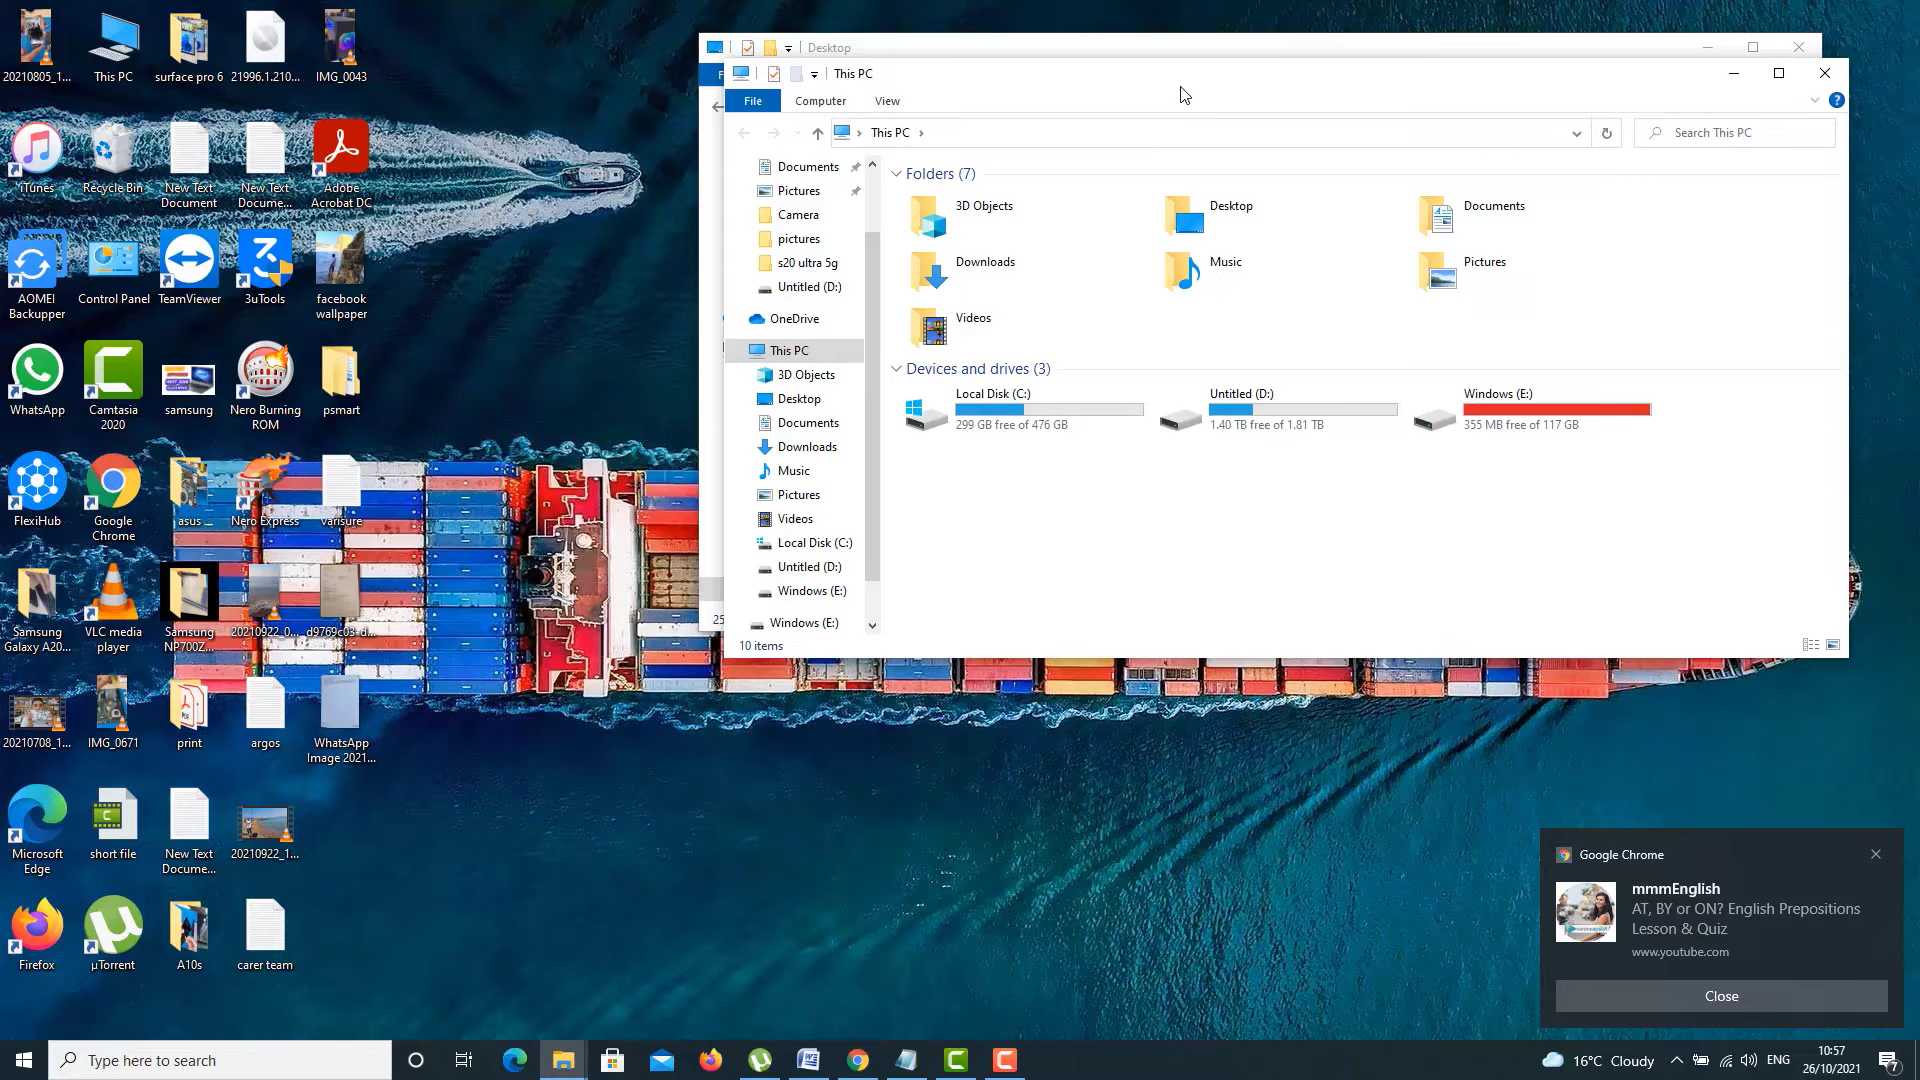 20210805_1...
This PC
surface pro 6
21996.1.210...
IMG_0043
iTunes
Recycle Bin
New Text
Document
New Text
Docume...
Adobe
Acrobat DC
AOMEI
Backupper
Control Panel
TeamViewer
3uTools
facebook
wallpaper
WhatsApp
Camtasia
2020
samsung
Nero Burning
ROM
psmart
FlexiHub
Google
Chrome
asus
Nero Express
varisure
Samsung
Galaxy A20...
VLC media
player
Samsung
NP700Z...
20210922_0...
d9769c03-d...
20210708_1...
IMG_0671
print
argos
WhatsApp
Image 2021...
Microsoft
Edge
short file
New Text
Docume...
20210922_1...
Firefox
µTorrent
A10s
carer team
Desktop
This PC
File
Computer
View
This PC
Search This PC
Documents
Pictures
Camera
pictures
s20 ultra 5g
Untitled (D:)
OneDrive
This PC
3D Objects
Desktop
Documents
Downloads
Music
Pictures
Videos
Local Disk (C:)
Untitled (D:)
Windows (E:)
Windows (E:)
Folders (7)
3D Objects
Desktop
Documents
Downloads
Music
Pictures
Videos
Devices and drives (3)
Local Disk (C:)
299 GB free of 476 GB
Untitled (D:)
1.40 TB free of 1.81 TB
Windows (E:)
355 MB free of 117 GB
10 items
25
Google Chrome
mmmEnglish
AT, BY or ON? English Prepositions
Lesson & Quiz
www.youtube.com
Close
Type here to search
16°C Cloudy
ENG
10:57
26/10/2021
7